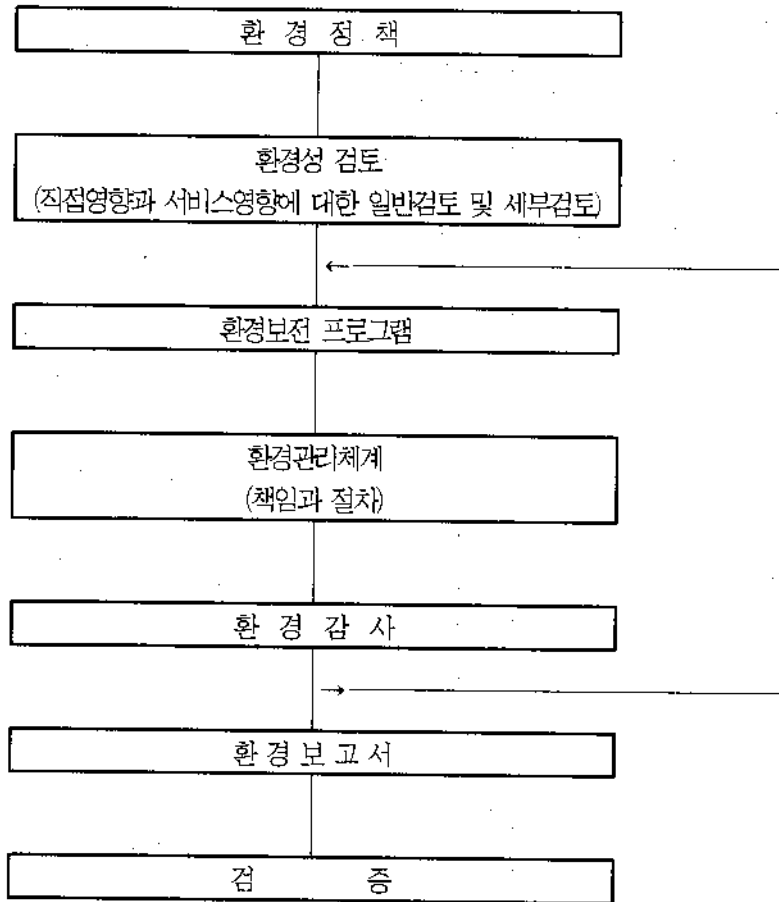 환 경 정 책
환경성 검토
(직접영향과 서비스영향에 대한 일반검토 및 세부검토)
←
환경보전 프로그램
환경관리체계
(책임과 절차)
환 경 감 사
→
환 경 보 고 서
검 증